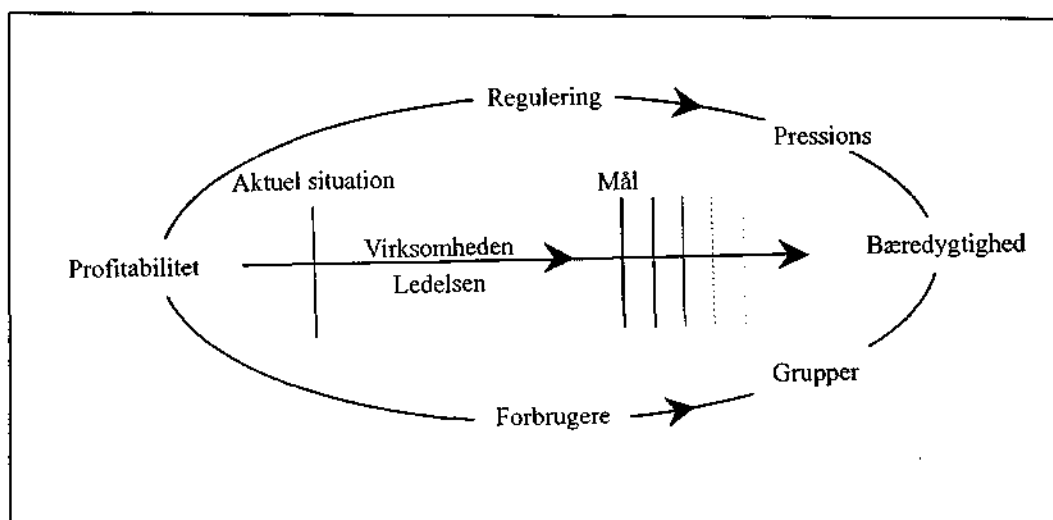 Regulering
Pressions
Aktuel situation
Mål
Virksomheden
Profitabilitet
Bæredygtighed
Ledelsen
Grupper
Forbrugere